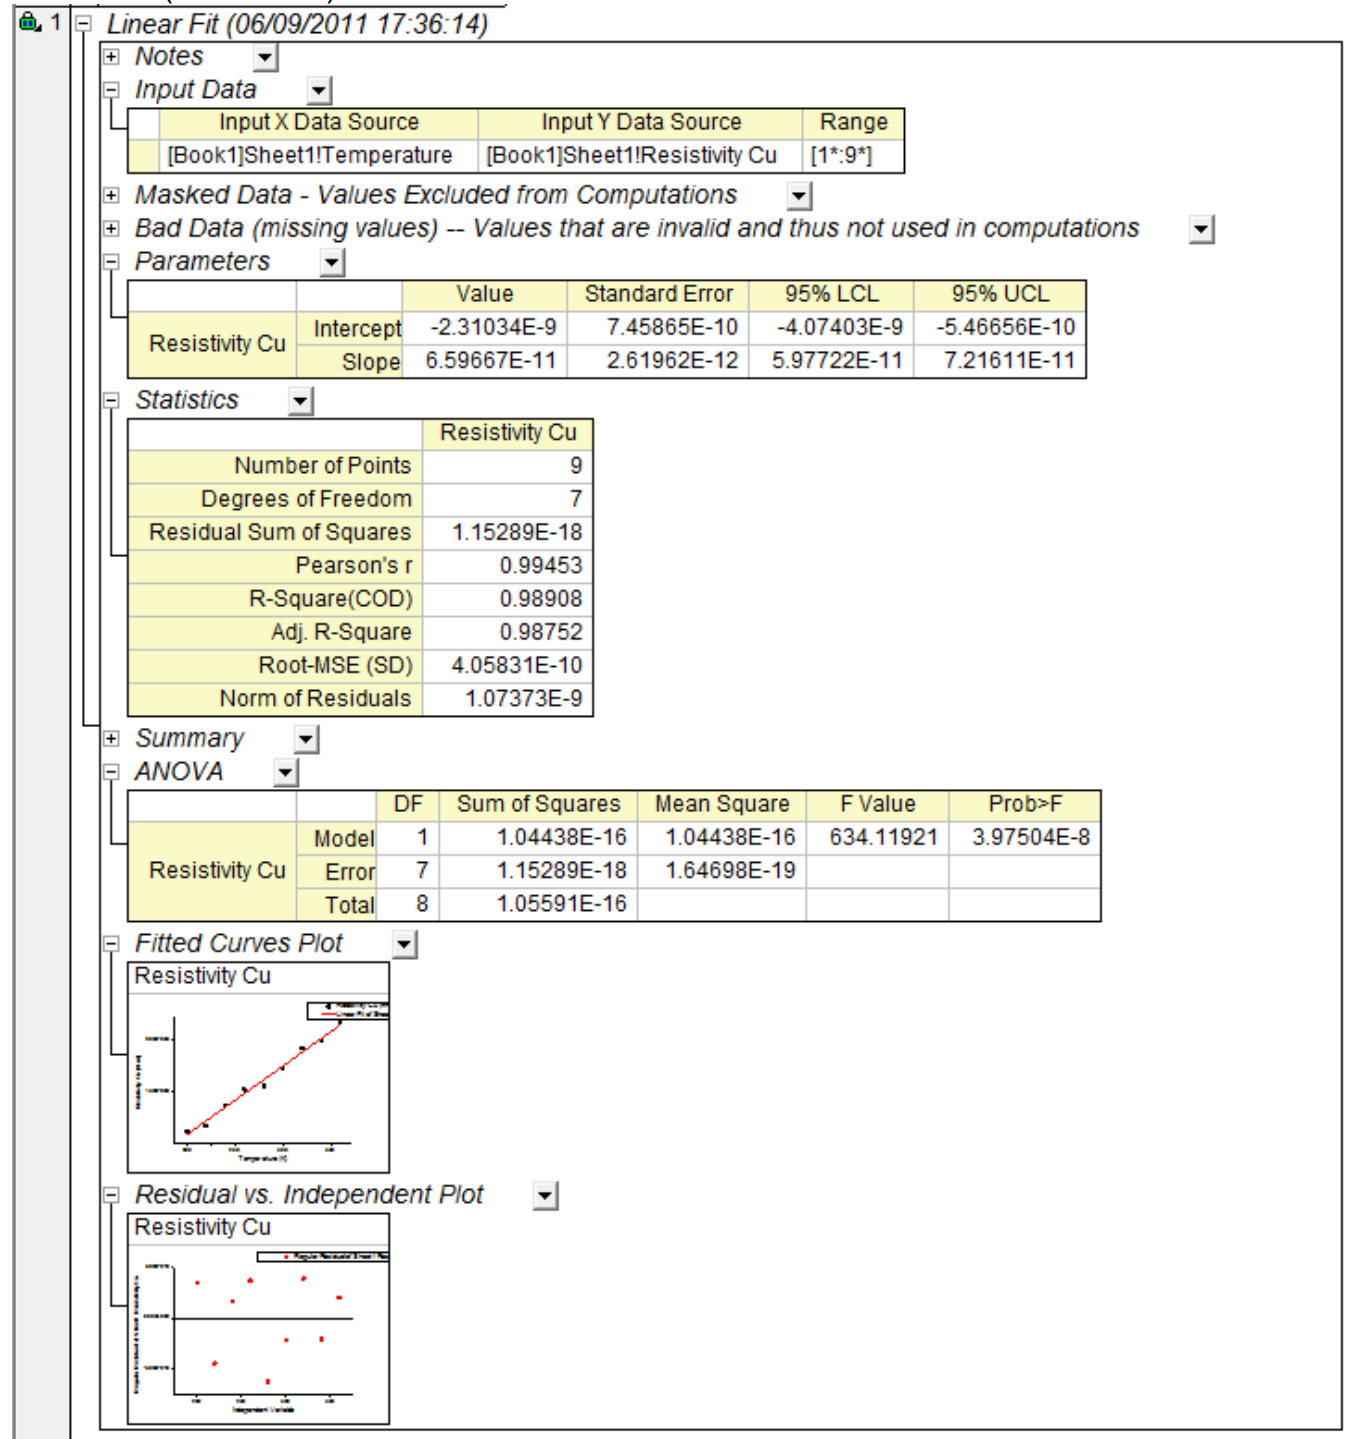 1
Linear Fit (06/09/2011 17:36:14)
Notes
Input Data
Input X Data Source Input Y Data Source Range
[Book1]Sheet1!Temperature [Book1]Sheet1!Resistivity Cu [1*:9*]
Masked Data - Values Excluded from Computations
Bad Data (missing values) -- Values that are invalid and thus not used in computations
Parameters
Value Standard Error 95% LCL 95% UCL
Resistivity Cu Intercept -2.31034E-9 7.45865E-10 -4.07403E-9 -5.46656E-10
Slope 6.59667E-11 2.61962E-12 5.97722E-11 7.21611E-11
Statistics
Resistivity Cu
Number of Points 9
Degrees of Freedom 7
Residual Sum of Squares 1.15289E-18
Pearson's r 0.99453
R-Square(COD) 0.98908
Adj. R-Square 0.98752
Root-MSE (SD) 4.05831E-10
Norm of Residuals 1.07373E-9
Summary
ANOVA
DF Sum of Squares Mean Square F Value Prob>F
Resistivity Cu Model 1 1.04438E-16 1.04438E-16 634.11921 3.97504E-8
Error 7 1.15289E-18 1.64698E-19
Total 8 1.05591E-16
Fitted Curves Plot
Resistivity Cu
Temperature (K)
Residual vs. Independent Plot
Resistivity Cu
Independent Variable